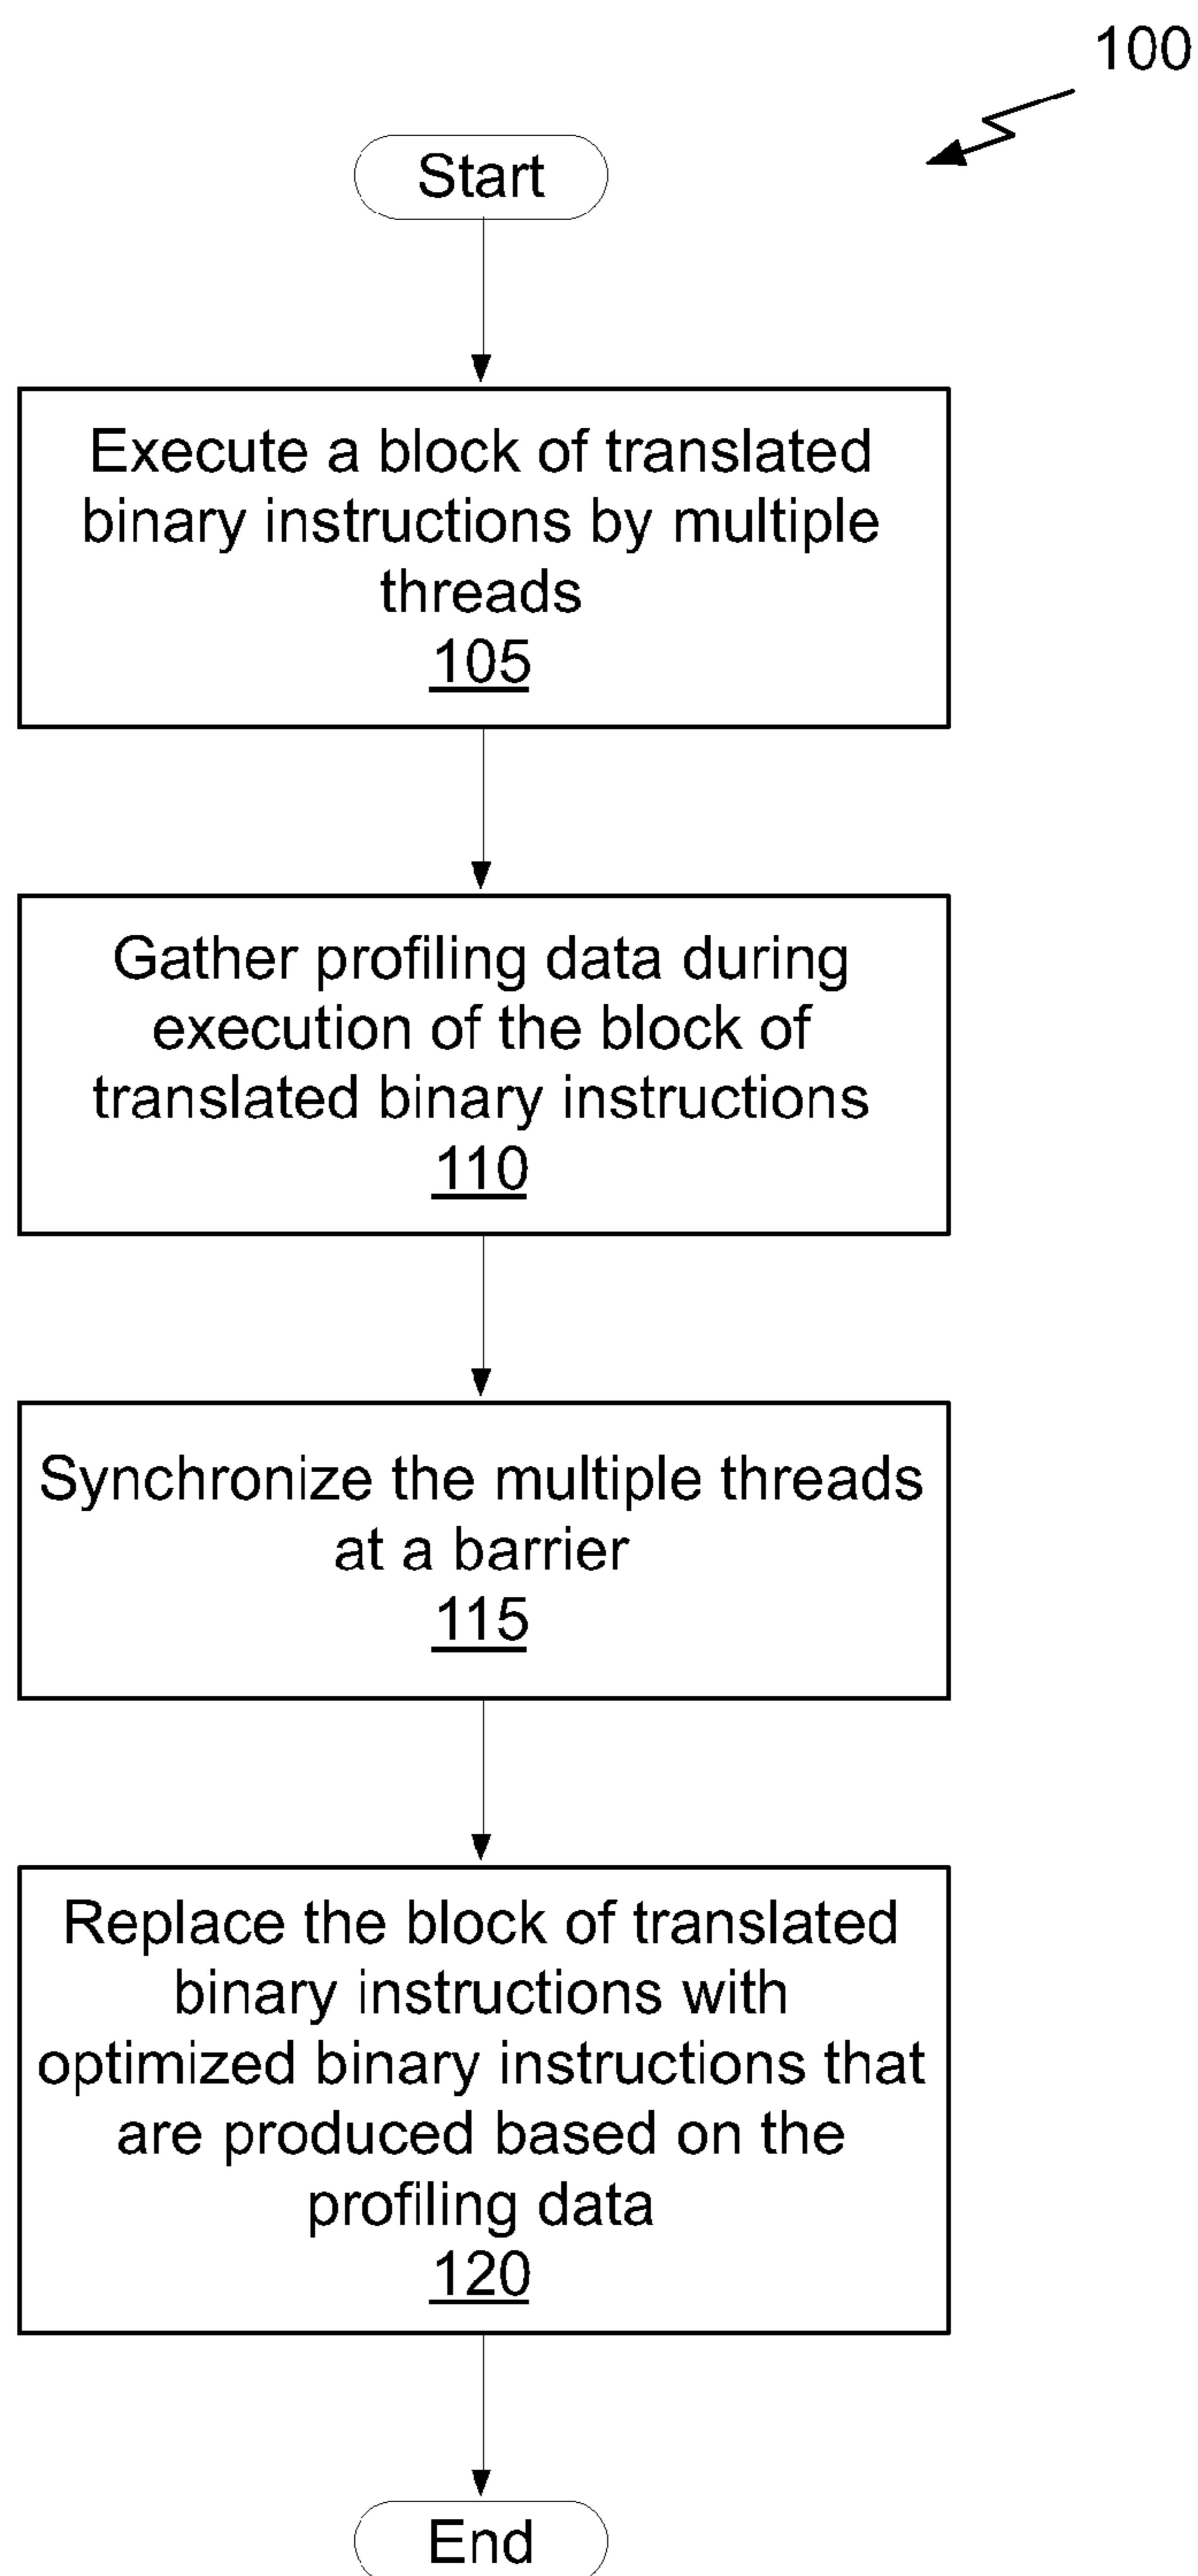 100
Start
Execute a block of translated
binary instructions by multiple
threads
105
Gather profiling data during
execution of the block of
translated binary instructions
110
Synchronize the multiple threads
at a barrier
115
Replace the block of translated
binary instructions with
optimized binary instructions that
are produced based on the
profiling data
120
End